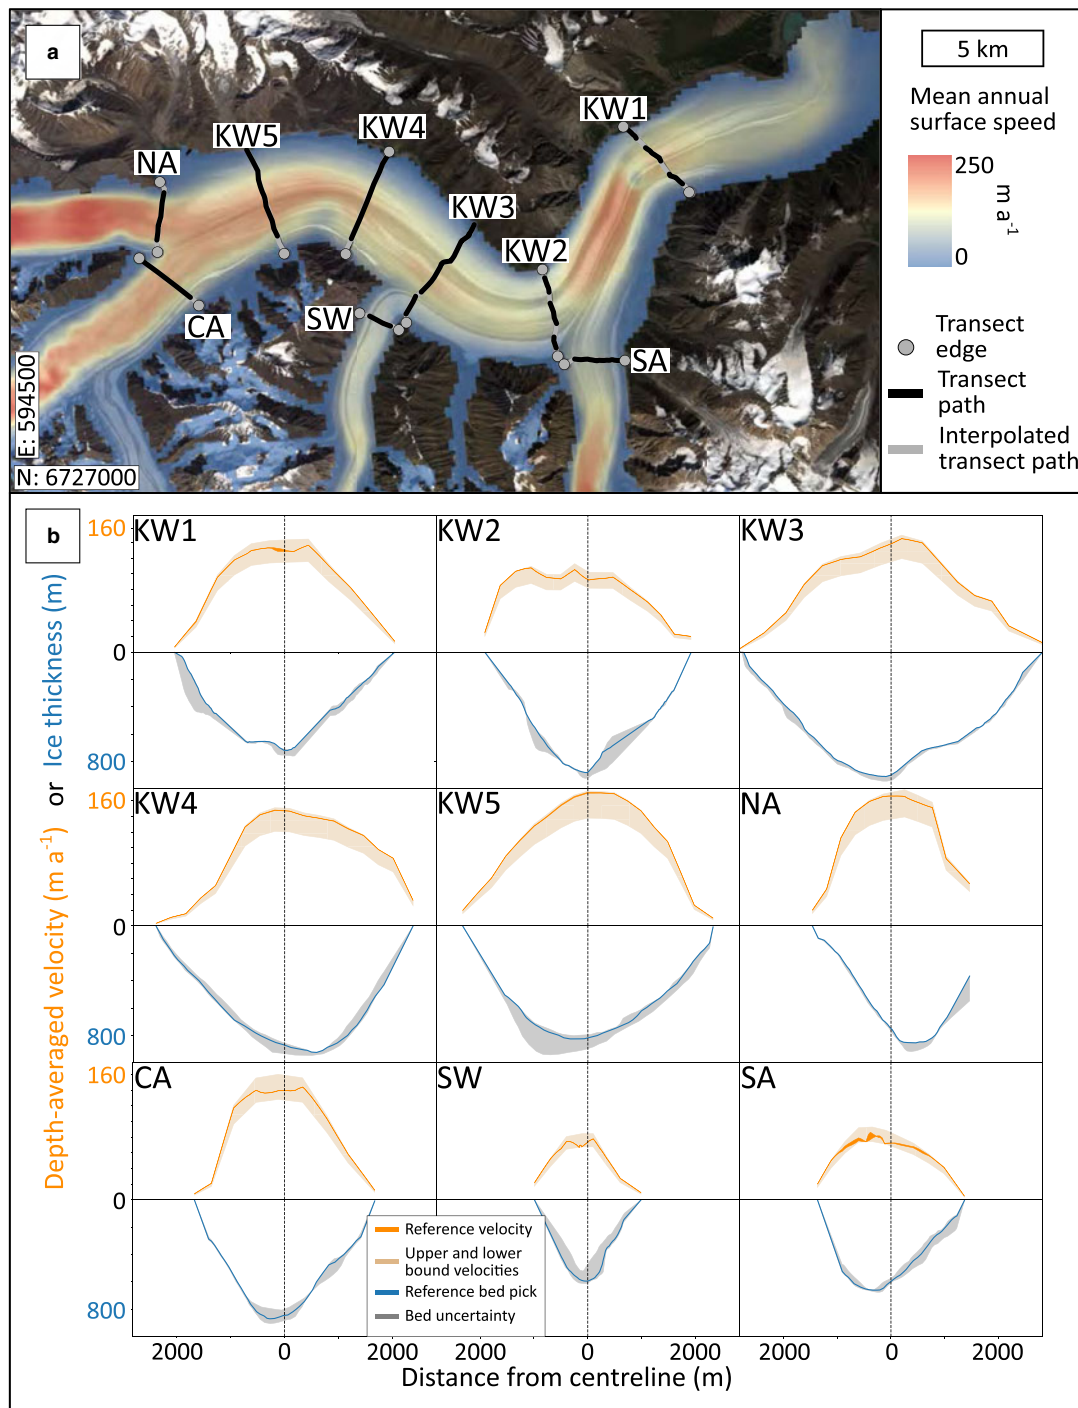 a
KW1
KW4
KW5
NA
KW3
KW2
SW
CA
SA
E: 594500
N: 6727000
5 km
Mean annual
surface speed
250
m a⁻¹
0
Transect
edge
Transect
path
Interpolated
transect path
b
Depth-averaged velocity (m a⁻¹) or Ice thickness (m)
160
KW1
KW2
KW3
0
800
160
KW4
KW5
NA
0
800
160
CA
SW
SA
0
Reference velocity
Upper and lower
bound velocities
Reference bed pick
Bed uncertainty
800
2000 0 2000 2000 0 2000 2000 0 2000
Distance from centreline (m)